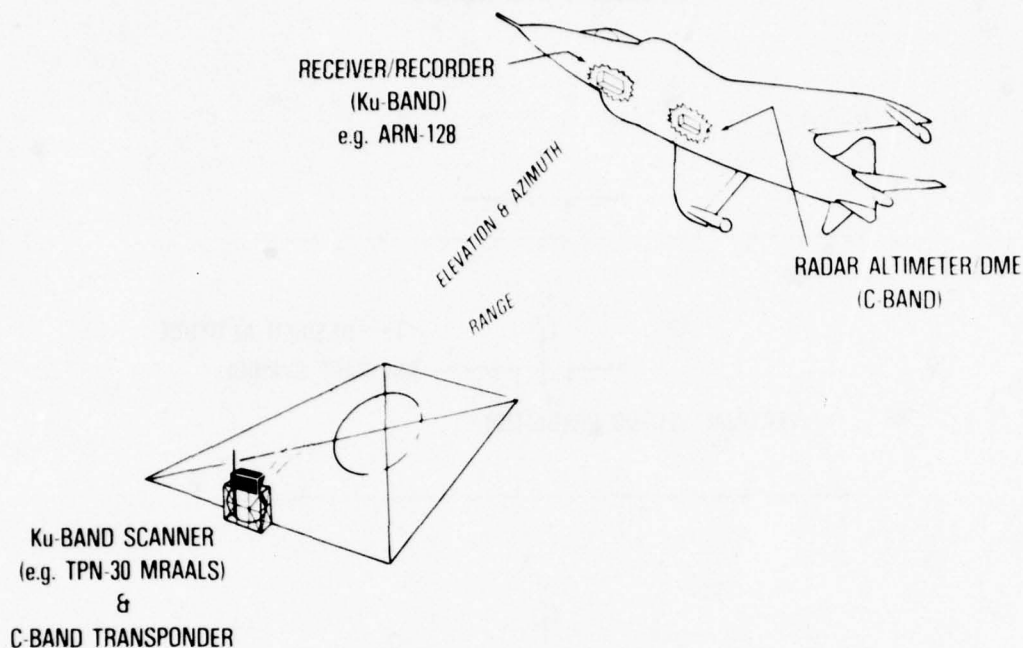 RECEIVER/RECORDER
(Ku-BAND)
e.g. ARN-128
ELEVATION & AZIMUTH
RANGE
RADAR ALTIMETER/DME
(C-BAND)
Ku-BAND SCANNER
(e.g. TPN-30 MRAALS)
&
C-BAND TRANSPONDER